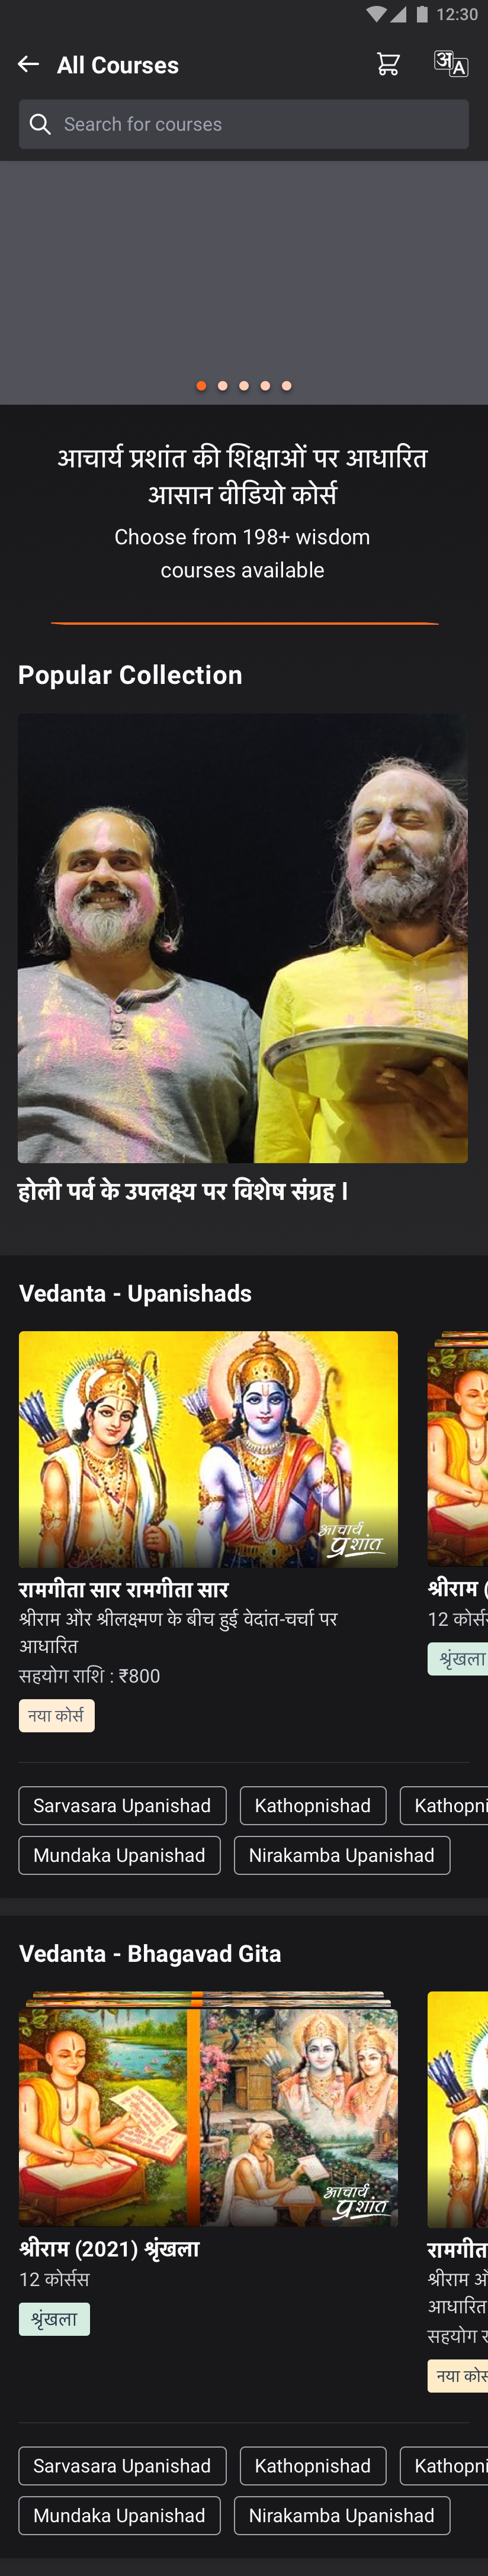 12:30
All Courses
अ A
Search for courses
आचार्य प्रशांत की शिक्षाओं पर आधारित
आसान वीडियो कोर्स
Choose from 198+ wisdom
courses available
Popular Collection
होली पर्व के उपलक्ष्य पर विशेष संग्रह।
Vedanta - Upanishads
आचार्य
प्रशांत
रामगीता सार रामगीता सार
श्रीराम और श्रीलक्ष्मण के बीच हुई वेदांत-चर्चा पर
आधारित
सहयोग राशि : ₹800
नया कोर्स
श्रीराम (
12 कोर्स
श्रृंखला
Sarvasara Upanishad
Kathopnishad
Kathopni
Mundaka Upanishad
Nirakamba Upanishad
Vedanta - Bhagavad Gita
आचार्य
प्रशांत
श्रीराम (2021) श्रृंखला
12 कोर्सस
श्रृंखला
रामगीत
श्रीराम औ
आधारित
सहयोग र
नया कोर्स
Sarvasara Upanishad
Kathopnishad
Kathopni
Mundaka Upanishad
Nirakamba Upanishad